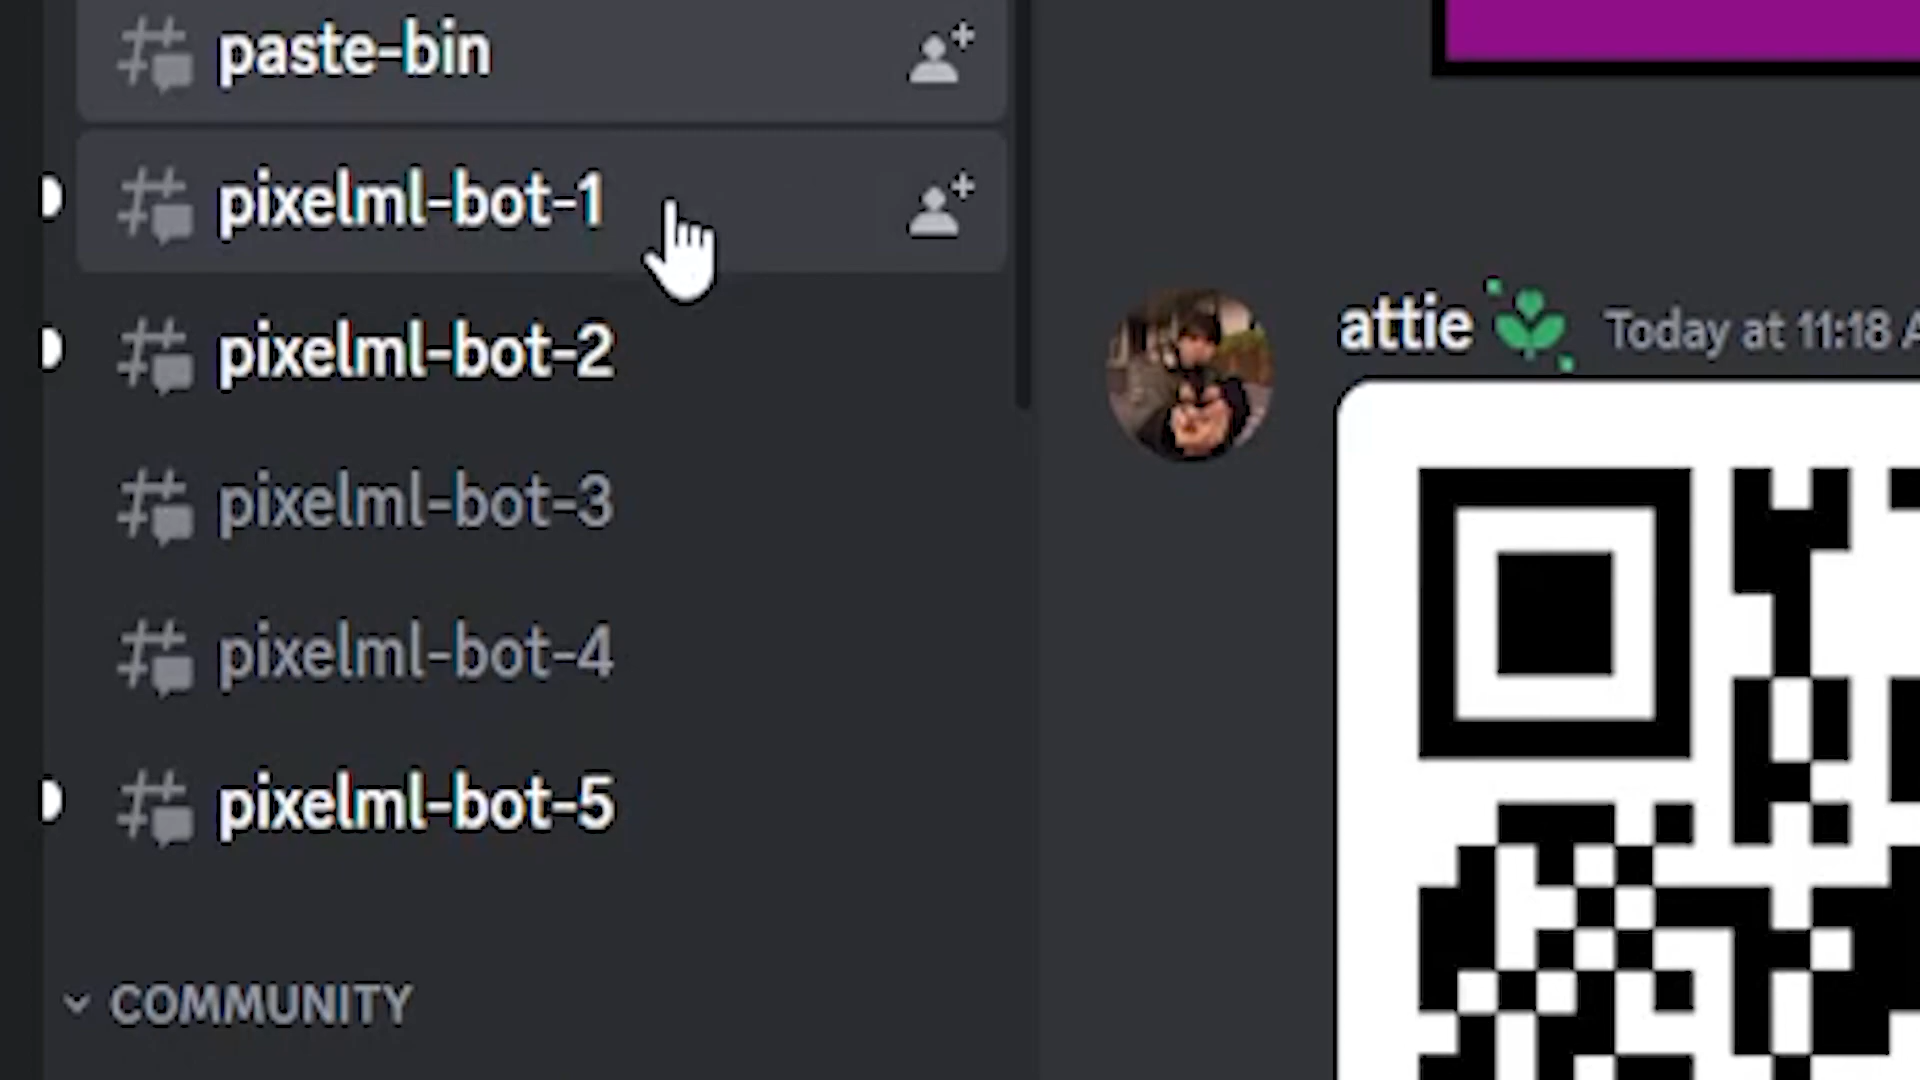 paste-bin
pixelml-bot-1
pixelml-bot-2
pixelml-bot-3
pixelml-bot-4
pixelml-bot-5
COMMUNITY
attie Today at 11:18 A